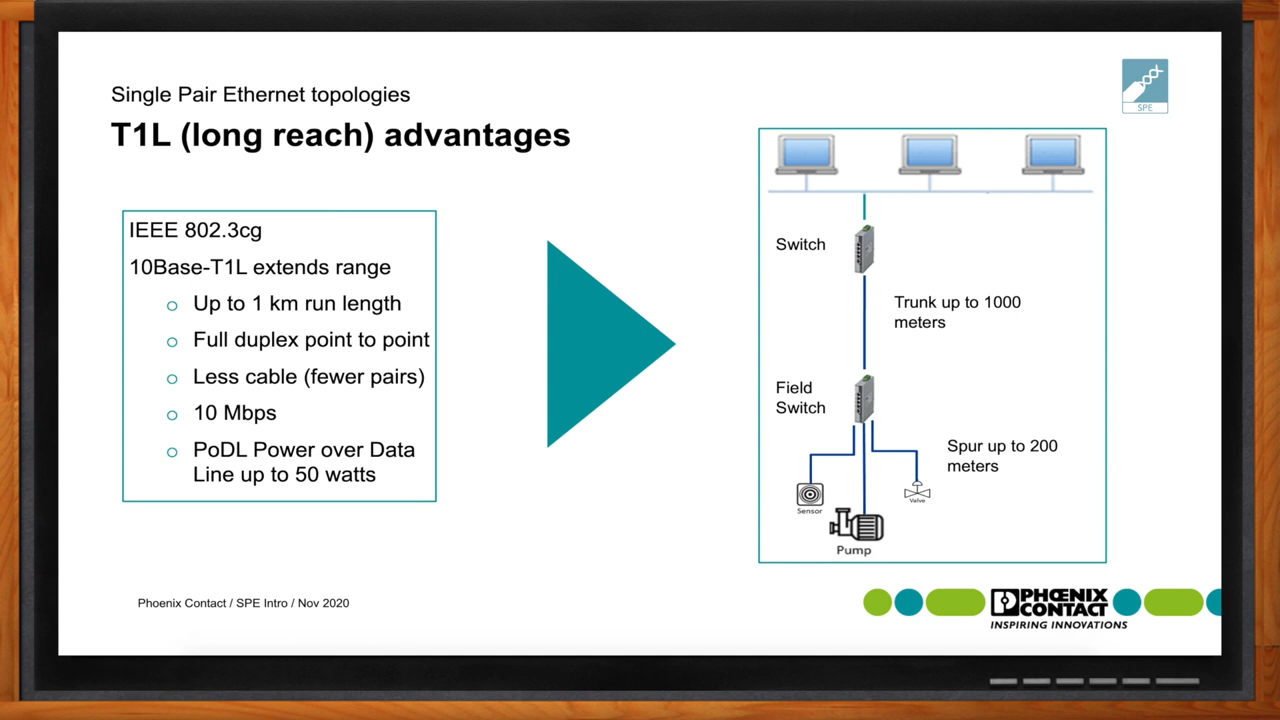 Single Pair Ethernet topologies
T1L (long reach) advantages
SPE
IEEE 802.3cg
10Base-T1L extends range
Up to 1 km run length
Full duplex point to point
Less cable (fewer pairs)
10 Mbps
PoDL Power over Data
Line up to 50 watts
Switch
Trunk up to 1000
meters
Field
Switch
Spur up to 200
meters
Sensor
Valve
Pump
Phoenix Contact / SPE Intro / Nov 2020
PHŒNIX
CONTACT
INSPIRING INNOVATIONS